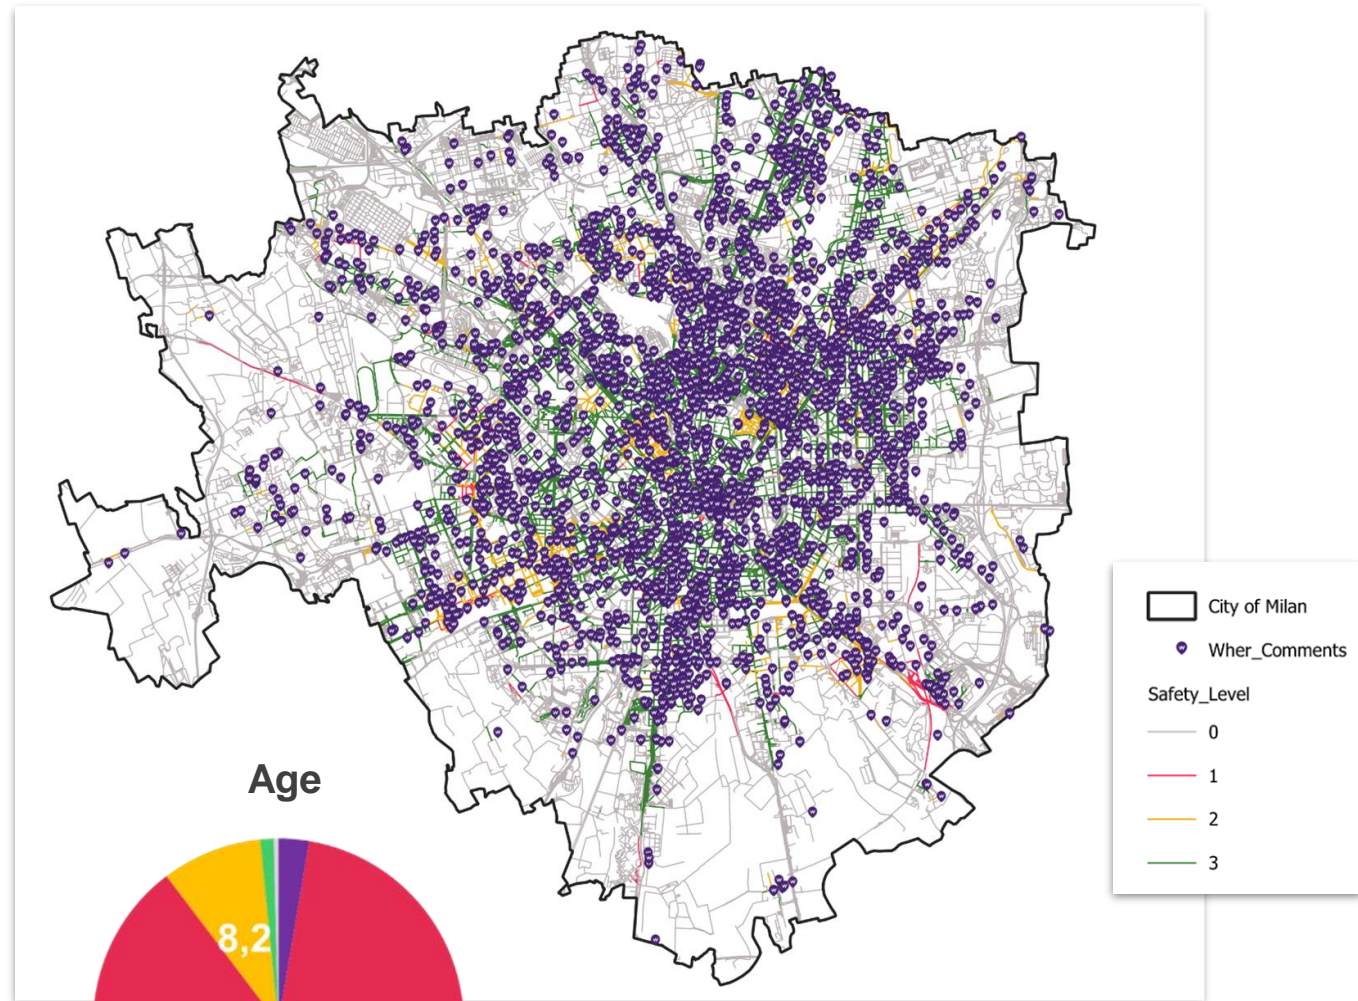 City of Milan
Wher_Comments
Safety_Level
0
1
2
3
Age
8,2